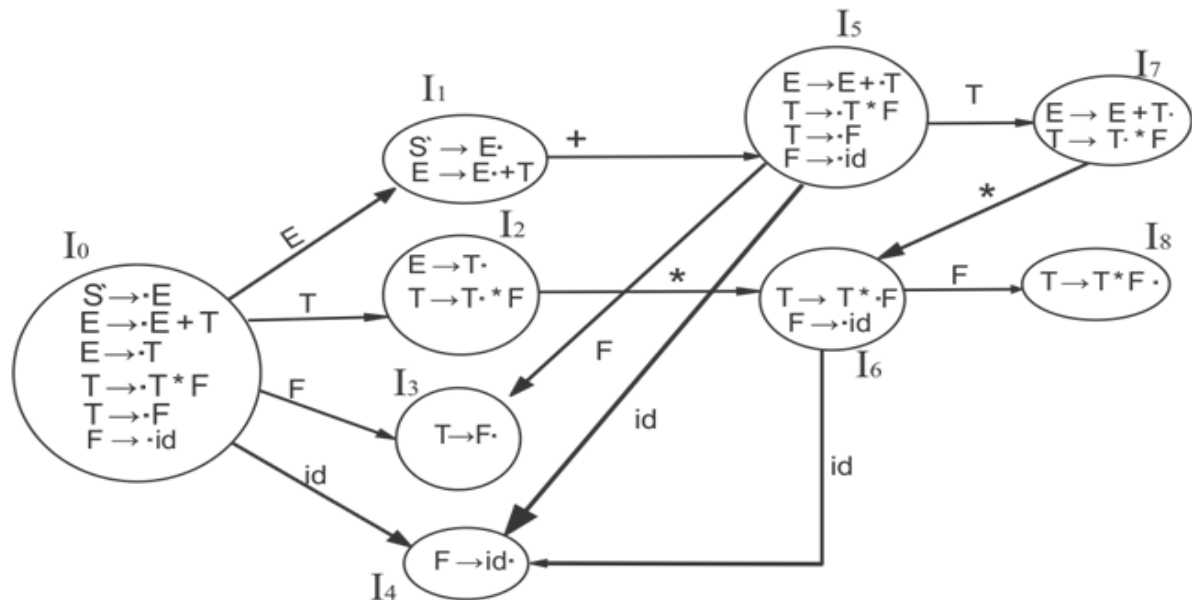 I5
E → E + ·T
T → ·T * F
T → ·F
F → ·id
T
I7
E → E + T·
T → T· * F
I1
S` → E·
E → E· + T
+
*
E
I0
S` → ·E
E → ·E + T
E → ·T
T → ·T * F
T → ·F
F → ·id
T
I2
E → T·
T → T· * F
*
T → T * ·F
F → ·id
I6
F
I8
T → T * F ·
F
I3
T → F·
F
id
id
id
F → id·
I4